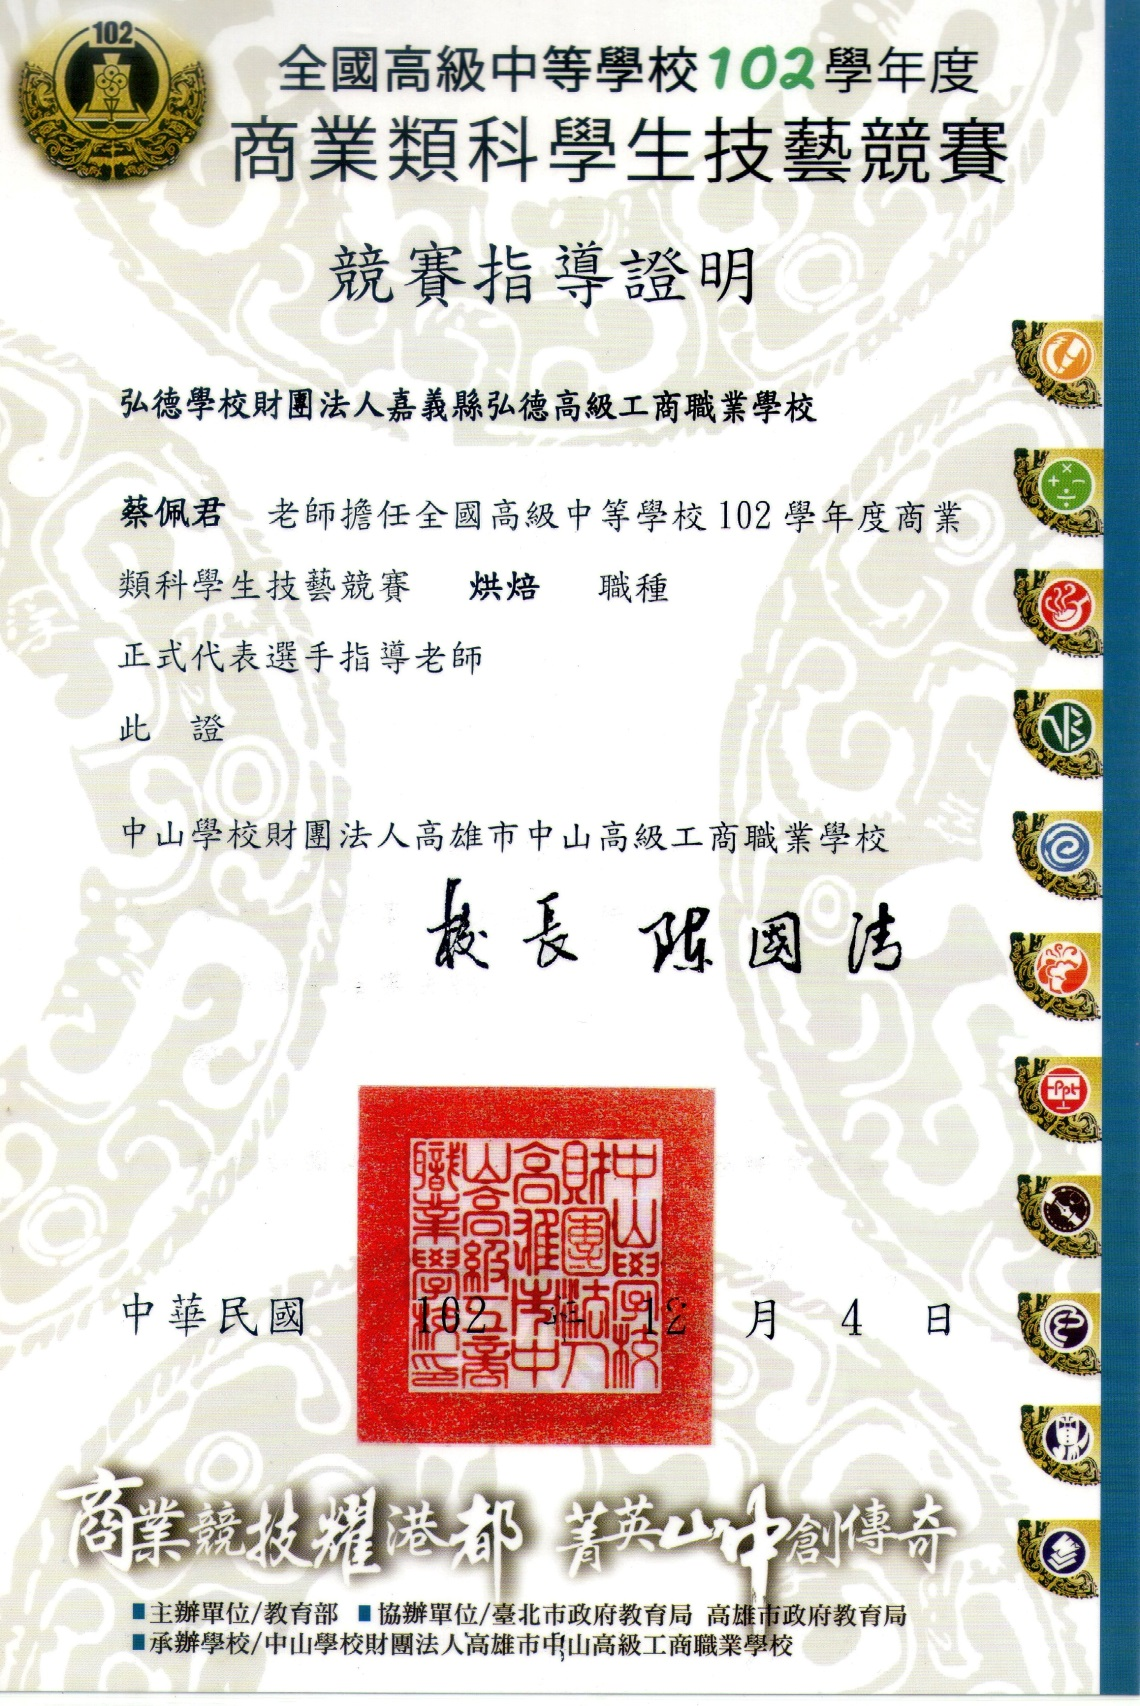 102
全國高級中等學校102學年度
商業類科學生技藝競賽
競賽指導證明
弘德學校財團法人嘉義縣弘德高級工商職業學校
蔡佩君 老師擔任全國高級中等學校102學年度商業
類科學生技藝競賽 烘焙 職種
正式代表選手指導老師
此 證
中山學校財團法人高雄市中山高級工商職業學校
校長 陳國清
中山學校財團法人高雄市中山高級工商職業學校印
中華民國 102 年 12 月 4 日
商業競技耀港都 菁英山中創傳奇
■主辦單位/教育部 ■協辦單位/臺北市政府教育局 高雄市政府教育局
■承辦學校/中山學校財團法人高雄市中山高級工商職業學校
VB
Ppt